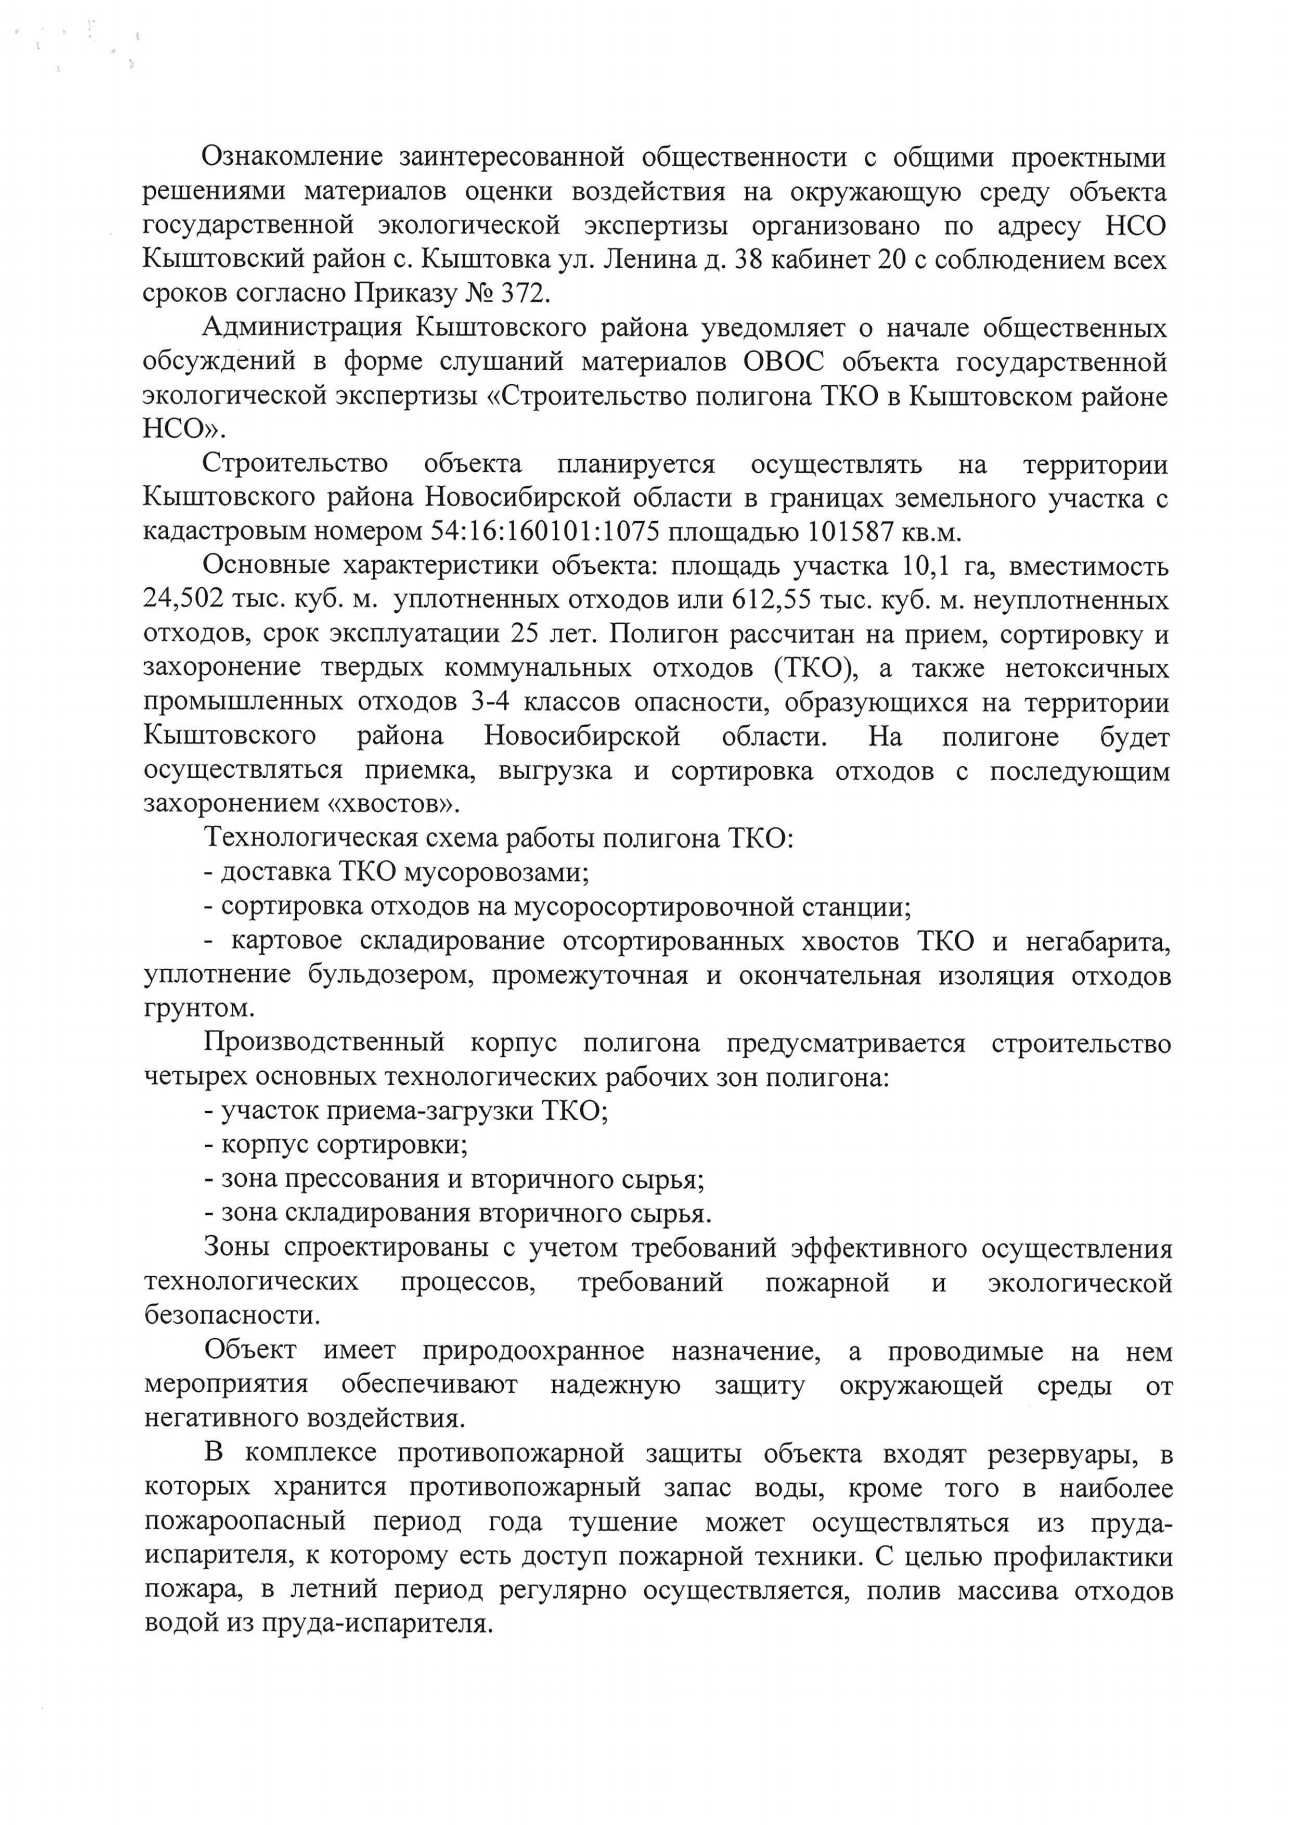 Ознакомление заинтересованной общественности с общими проектными
решениями материалов оценки воздействия на окружающую среду объекта
государственной экологической экспертизы организовано по адресу НСО
Кыштовский район с. Кыштовка ул. Ленина д. 38 кабинет 20 с соблюдением всех
сроков согласно Приказу № 372.
Администрация Кыштовского района уведомляет о начале общественных
обсуждений в форме слушаний материалов ОВОС объекта государственной
экологической экспертизы «Строительство полигона ТКО в Кыштовском районе
НСО».
Строительство объекта планируется осуществлять на территории
Кыштовского района Новосибирской области в границах земельного участка с
кадастровым номером 54:16:160101:1075 площадью 101587 кв.м.
Основные характеристики объекта: площадь участка 10,1 га, вместимость
24,502 тыс. куб. м. уплотненных отходов или 612,55 тыс. куб. м. неуплотненных
отходов, срок эксплуатации 25 лет. Полигон рассчитан на прием, сортировку и
захоронение твердых коммунальных отходов (ТКО), а также нетоксичных
промышленных отходов 3-4 классов опасности, образующихся на территории
Кыштовского района Новосибирской области. На полигоне будет
осуществляться приемка, выгрузка и сортировка отходов с последующим
захоронением «хвостов».
Технологическая схема работы полигона ТКО:
- доставка ТКО мусоровозами;
- сортировка отходов на мусоросортировочной станции;
- картовое складирование отсортированных хвостов ТКО и негабарита,
уплотнение бульдозером, промежуточная и окончательная изоляция отходов
грунтом.
Производственный корпус полигона предусматривается строительство
четырех основных технологических рабочих зон полигона:
- участок приема-загрузки ТКО;
- корпус сортировки;
- зона прессования и вторичного сырья;
- зона складирования вторичного сырья.
Зоны спроектированы с учетом требований эффективного осуществления
технологических процессов, требований пожарной и экологической
безопасности.
Объект имеет природоохранное назначение, а проводимые на нем
мероприятия обеспечивают надежную защиту окружающей среды от
негативного воздействия.
В комплексе противопожарной защиты объекта входят резервуары, в
которых хранится противопожарный запас воды, кроме того в наиболее
пожароопасный период года тушение может осуществляться из пруда-
испарителя, к которому есть доступ пожарной техники. С целью профилактики
пожара, в летний период регулярно осуществляется, полив массива отходов
водой из пруда-испарителя.